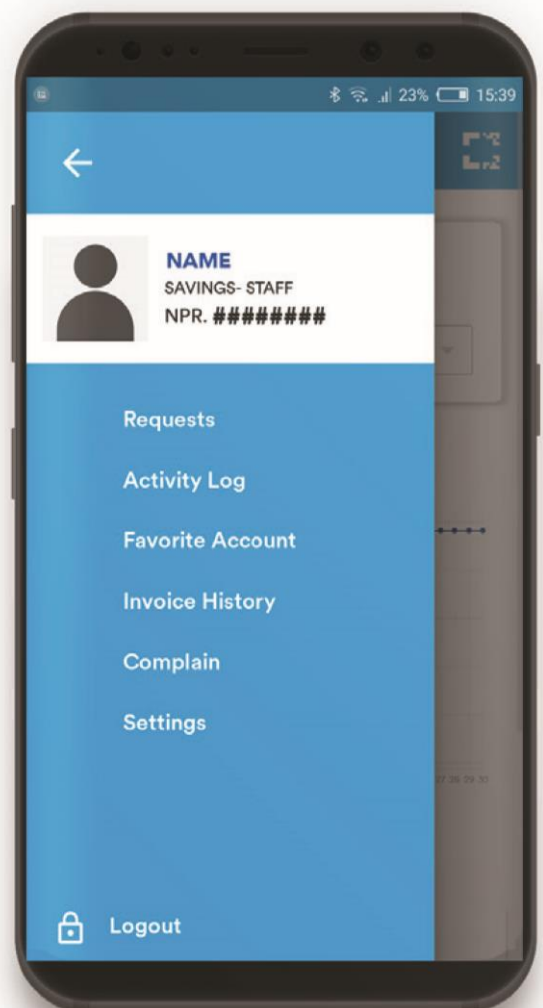 23% 15:39
NAME
SAVINGS- STAFF
NPR. ########
Requests
Activity Log
Favorite Account
Invoice History
Complain
Settings
Logout